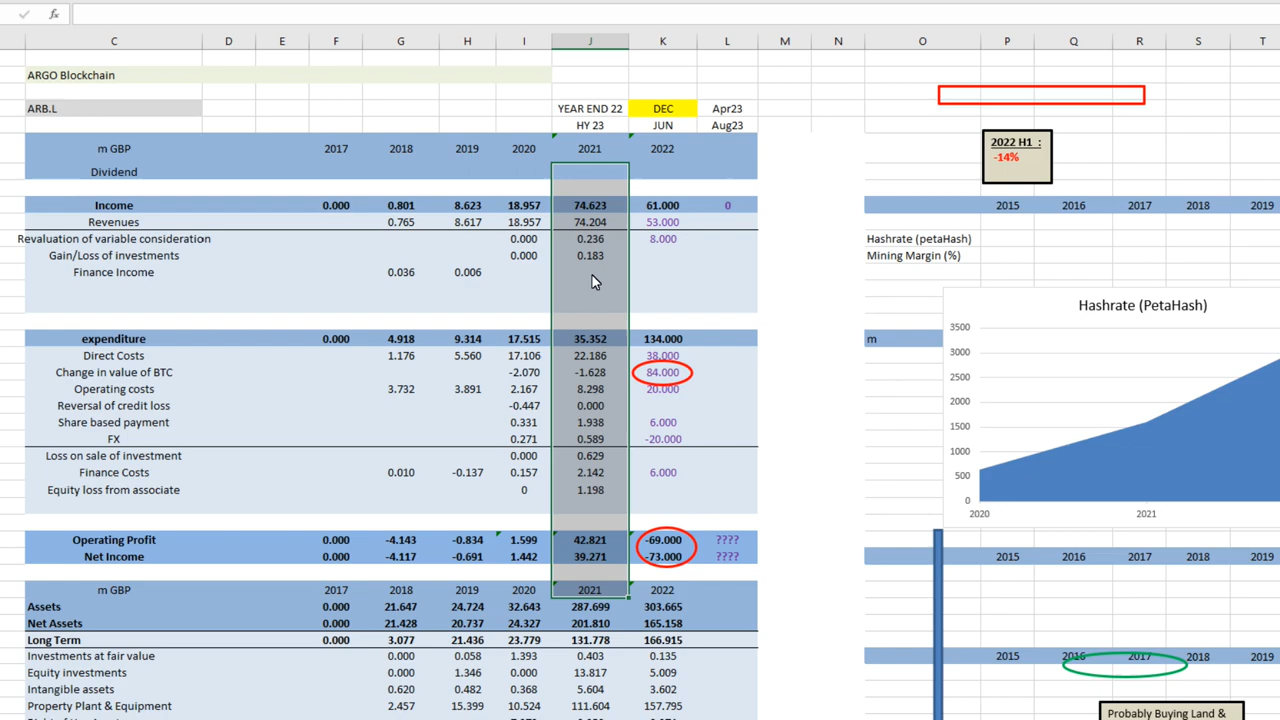 fx
C D E F G H I J K L M N O P Q R S T
ARGO Blockchain
ARB.L YEAR END 22 DEC Apr23
HY 23 JUN Aug23
m GBP 2017 2018 2019 2020 2021 2022
Dividend
2022 H1 :
-14%
Income 0.000 0.801 8.623 18.957 74.623 61.000 0 2015 2016 2017 2018 2019
Revenues 0.765 8.617 18.957 74.204 53.000
Revaluation of variable consideration 0.000 0.236 8.000 Hashrate (petaHash)
Gain/Loss of investments 0.000 0.183 Mining Margin (%)
Finance Income 0.036 0.006
expenditure 0.000 4.918 9.314 17.515 35.352 134.000 m
Direct Costs 1.176 5.560 17.106 22.186 38.000
Change in value of BTC -2.070 -1.628 84.000
Operating costs 3.732 3.891 2.167 8.298 20.000
Reversal of credit loss -0.447 0.000
Share based payment 0.331 1.938 6.000
FX 0.271 0.589 -20.000
Loss on sale of investment 0.000 0.629
Finance Costs 0.010 -0.137 0.157 2.142 6.000
Equity loss from associate 0 1.198
Hashrate (PetaHash)
3500
3000
2500
2000
1500
1000
500
0
2020 2021
Operating Profit 0.000 -4.143 -0.834 1.599 42.821 -69.000 ????
Net Income 0.000 -4.117 -0.691 1.442 39.271 -73.000 ???? 2015 2016 2017 2018 2019
m GBP 2017 2018 2019 2020 2021 2022
Assets 0.000 21.647 24.724 32.643 287.699 303.665
Net Assets 0.000 21.428 20.737 24.327 201.810 165.158
Long Term 0.000 3.077 21.436 23.779 131.778 166.915
Investments at fair value 0.000 0.058 1.393 0.403 0.135 2015 2016 2017 2018 2019
Equity investments 0.000 1.346 0.000 13.817 5.009
Intangible assets 0.620 0.482 0.368 5.604 3.602
Property Plant & Equipment 2.457 15.399 10.524 111.604 157.795
Probably Buying Land &